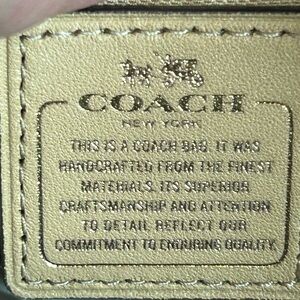 COACH
NEW YORK
THIS IS A COACH BAG. IT WAS
HANDCRAFTED FROM THE FINEST
MATERIALS. ITS SUPERIOR
CRAFTSMANSHIP AND ATTENTION
TO DETAIL REFLECT OUR
COMMITMENT TO ENDURING QUALITY.